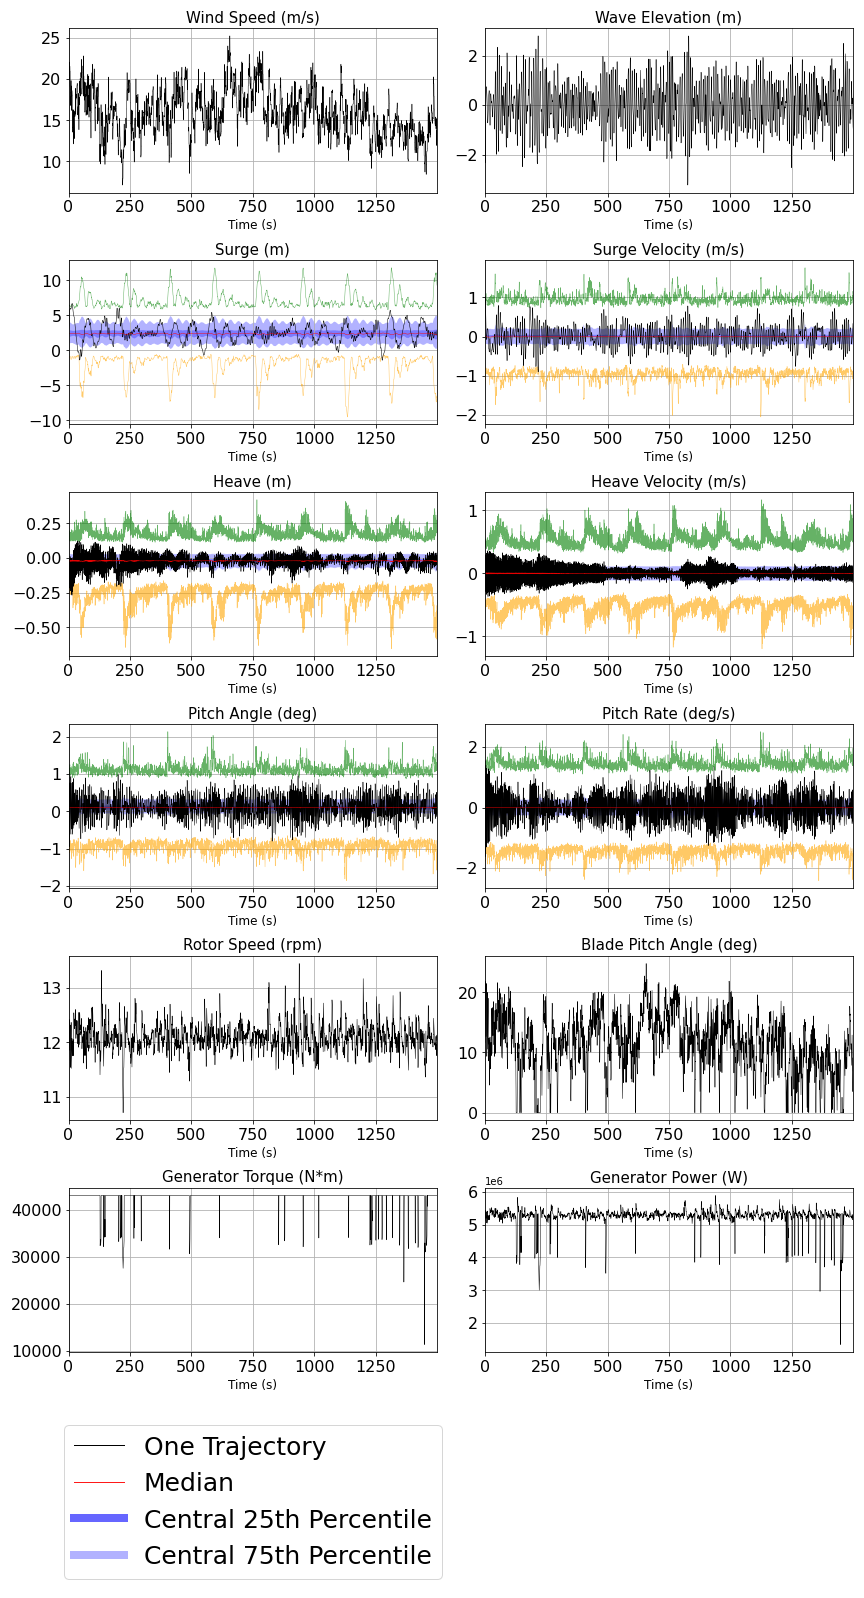 Wind Speed (m/s)
25
20
15
10
0 250 500 750 1000 1250
Time (s)
Wave Elevation (m)
2
0
−2
0 250 500 750 1000 1250
Time (s)
Surge (m)
10
5
0
−5
−10
0 250 500 750 1000 1250
Time (s)
Surge Velocity (m/s)
1
0
−1
−2
0 250 500 750 1000 1250
Time (s)
Heave (m)
0.25
0.00
−0.25
−0.50
0 250 500 750 1000 1250
Time (s)
Heave Velocity (m/s)
1
0
−1
0 250 500 750 1000 1250
Time (s)
Pitch Angle (deg)
2
1
0
−1
−2
0 250 500 750 1000 1250
Time (s)
Pitch Rate (deg/s)
2
0
−2
0 250 500 750 1000 1250
Time (s)
Rotor Speed (rpm)
13
12
11
0 250 500 750 1000 1250
Time (s)
Blade Pitch Angle (deg)
20
10
0
0 250 500 750 1000 1250
Time (s)
Generator Torque (N*m)
40000
30000
20000
10000
0 250 500 750 1000 1250
Time (s)
Generator Power (W)
1e6
6
5
4
3
2
0 250 500 750 1000 1250
Time (s)
One Trajectory
Median
Central 25th Percentile
Central 75th Percentile